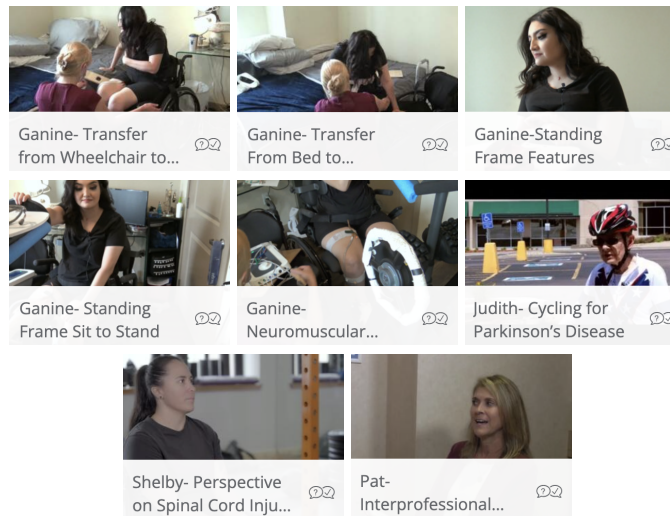 Ganine- Transfer
from Wheelchair to...
Ganine- Transfer
From Bed to...
Ganine-Standing
Frame Features
Ganine- Standing
Frame Sit to Stand
Ganine-
Neuromuscular...
Judith- Cycling for
Parkinson’s Disease
Shelby- Perspective
on Spinal Cord Inju...
Pat-
Interprofessional...